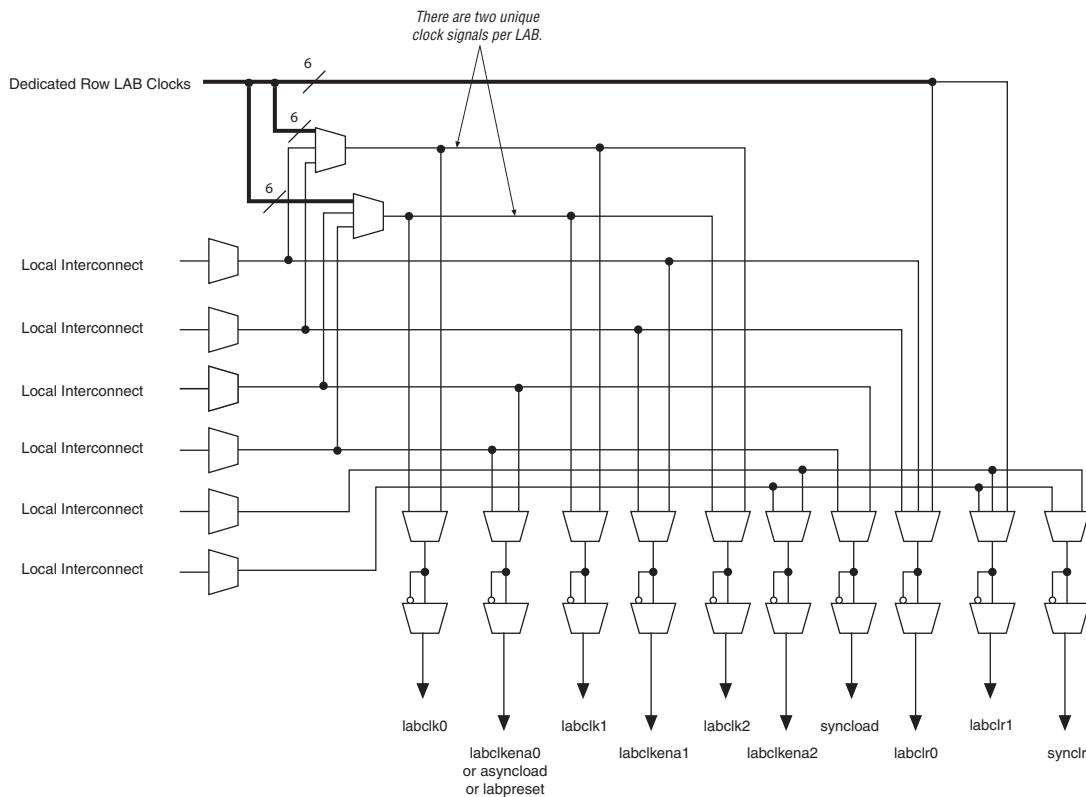 There are two unique
clock signals per LAB.
6
Dedicated Row LAB Clocks
6
6
Local Interconnect
Local Interconnect
Local Interconnect
Local Interconnect
Local Interconnect
Local Interconnect
labclk0
labclkena0
or asyncload
or labpreset
labclk1
labclkena1
labclk2
labclkena2
syncload
labclr0
labclr1
synclr